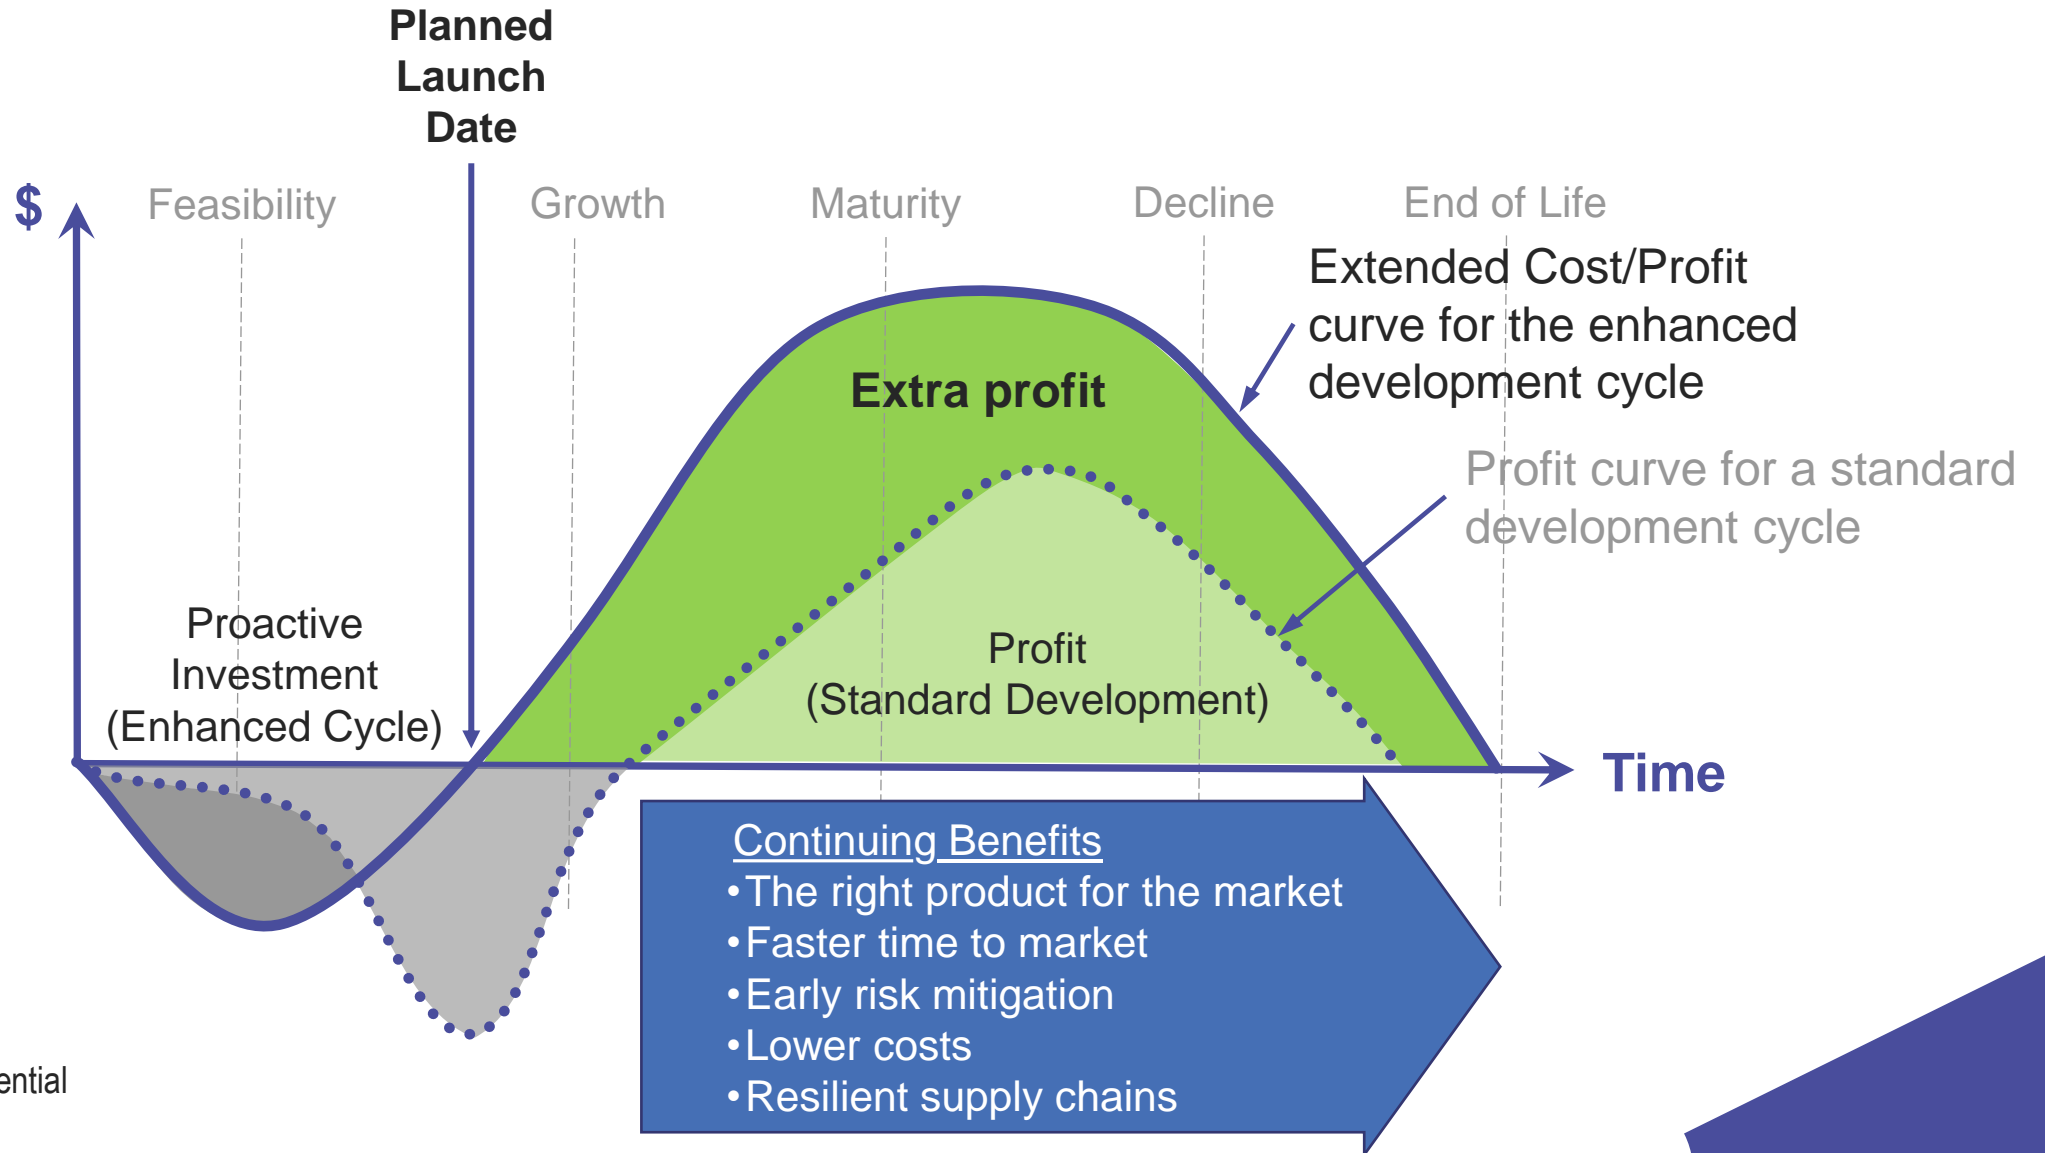 Planned
Launch
Date
$
Feasibility
Growth
Maturity
Decline
End of Life
Extended Cost/Profit
curve for the enhanced
development cycle
Extra profit
Profit curve for a standard
development cycle
Proactive
Investment
(Enhanced Cycle)
Profit
(Standard Development)
Time
Continuing Benefits
•The right product for the market
•Faster time to market
•Early risk mitigation
•Lower costs
•Resilient supply chains
ential